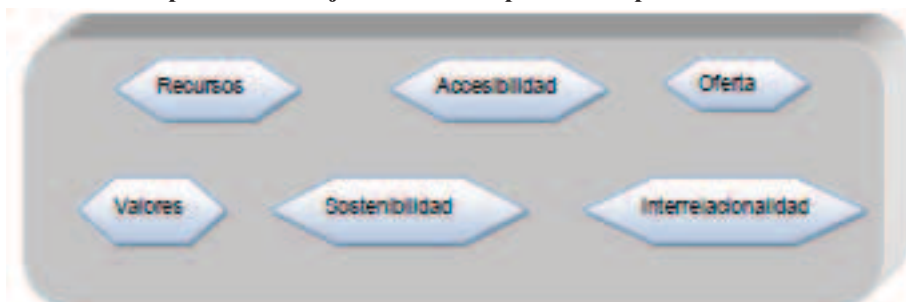 Recursos Accesibilidad Oferta
Valores Sostenibilidad Interrelacionalidad